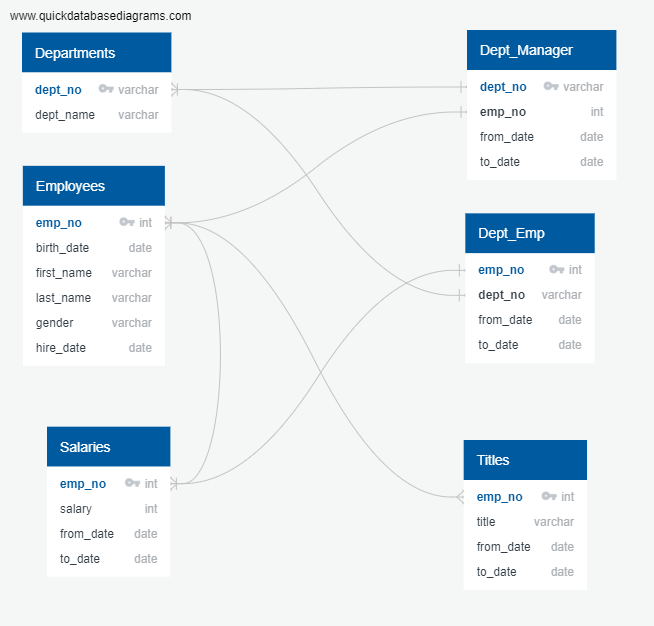 www.quickdatabasediagrams.com
Departments
dept_no varchar
dept_name varchar
Employees
emp_no int
birth_date date
first_name varchar
last_name varchar
gender varchar
hire_date date
Salaries
emp_no int
salary int
from_date date
to_date date
Dept_Manager
dept_no varchar
emp_no int
from_date date
to_date date
Dept_Emp
emp_no int
dept_no varchar
from_date date
to_date date
Titles
emp_no int
title varchar
from_date date
to_date date